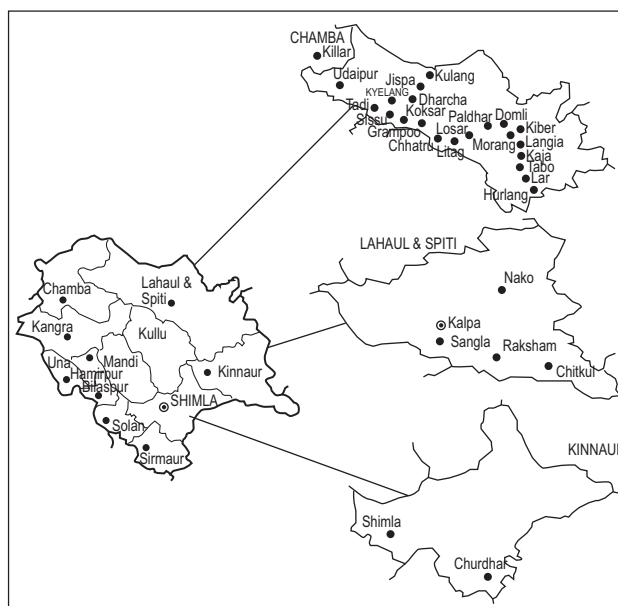 CHAMBA
Killar
Udaipur
Jispa
Kulang
KYELANG
Tadi
Dharcha
Sissu
Koksar
Grampoo
Paldhar
Domli
Losar
Kiber
Chhatru
Litag
Morang
Langia
Kaja
Tabo
Lar
Hurlang
LAHAUL & SPITI
Nako
Kalpa
Sangla
Raksham
Chitkul
Chamba
Lahaul &
Spiti
Kangra
Kullu
Una
Mandi
Hamirpur
Kinnaur
Bilaspur
SHIMLA
Solan
Sirmaur
KINNAUR
Shimla
Churdhar